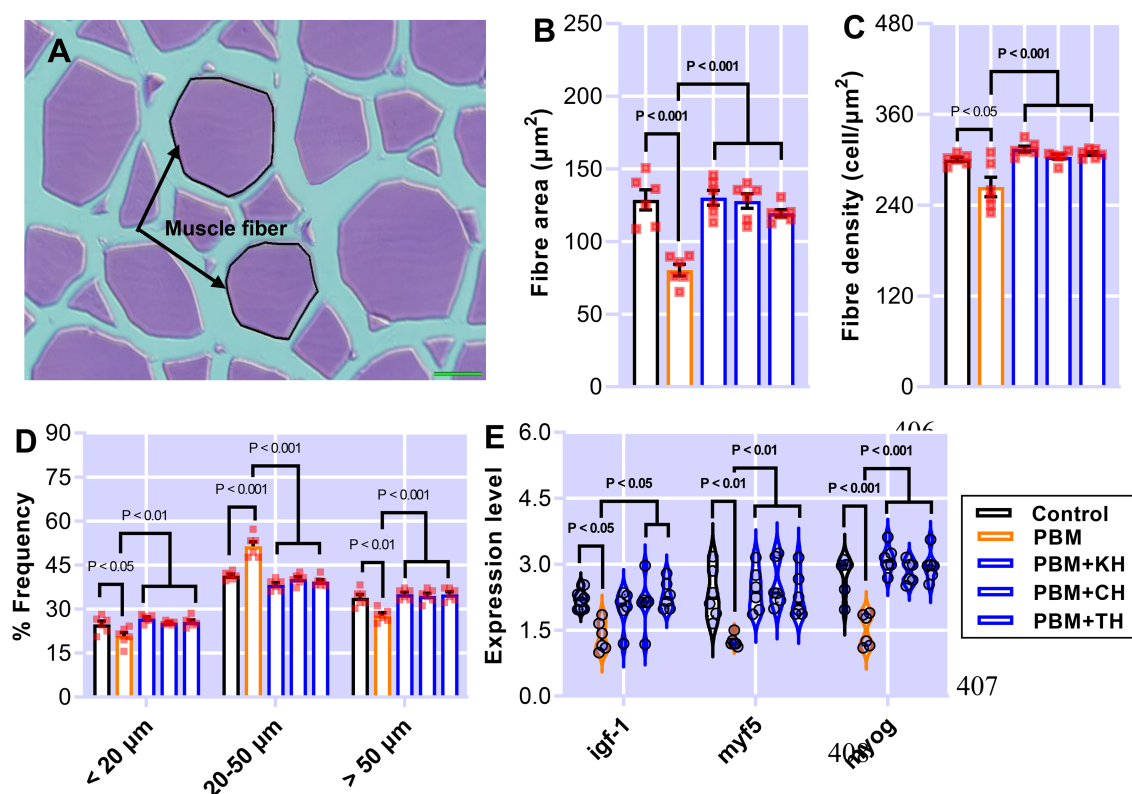 A
Muscle fiber
B
Fibre area (µm²)
250
200
150
100
50
0
P < 0.001
P < 0.001
C
Fibre density (cell/µm²)
480
360
240
120
0
P < 0.001
P < 0.05
D
% Frequency
90
75
60
45
30
15
0
P < 0.05
P < 0.01
P < 0.001
P < 0.001
P < 0.01
P < 0.001
< 20 µm
20-50 µm
> 50 µm
E
Expression level
6.0
4.5
3.0
1.5
0.0
P < 0.05
P < 0.05
P < 0.01
P < 0.01
P < 0.001
P < 0.001
igf-1
myf5
myog
Control
PBM
PBM+KH
PBM+CH
PBM+TH
407